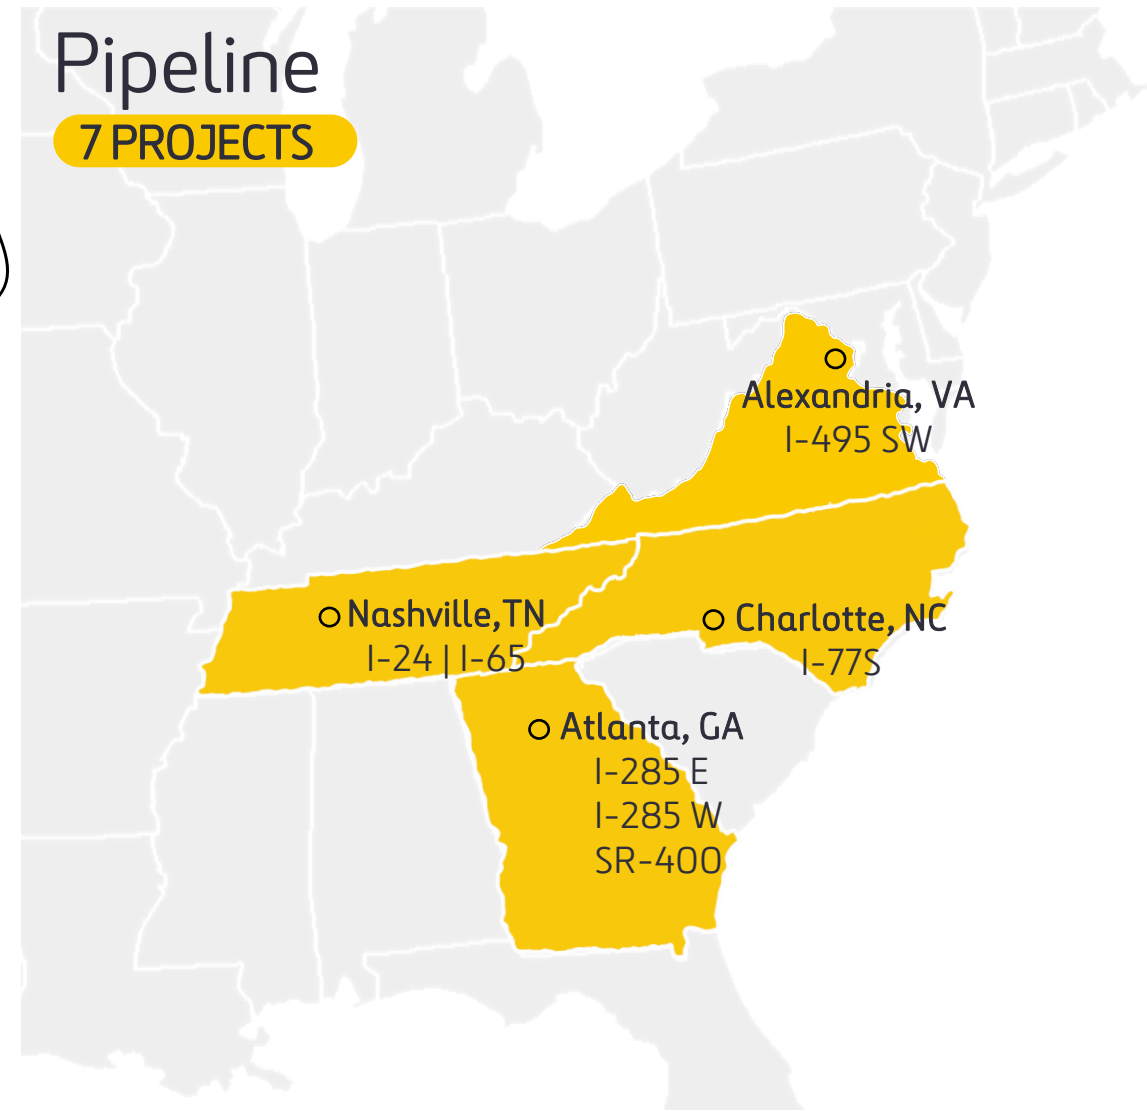 Pipeline
7 PROJECTS
Alexandria, VA
I-495 SW
Nashville,TN
I-24 | I-65
Charlotte, NC
I-77S
Atlanta, GA
I-285 E
I-285 W
SR-400